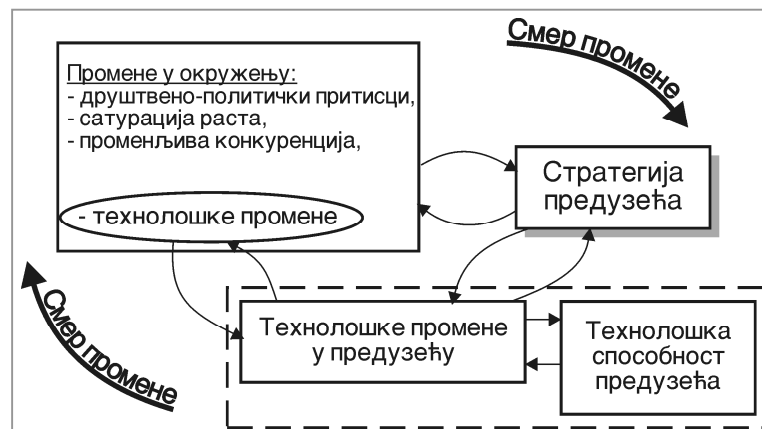 Смер промене
Промене у окружењу:
- друштвено-политички притисци,
- сатурација раста,
- променљива конкуренција,
- технолошке промене
Стратегија
предузећа
Смер промене
Технолошке промене
у предузећу
Технолошка
способност
предузећа